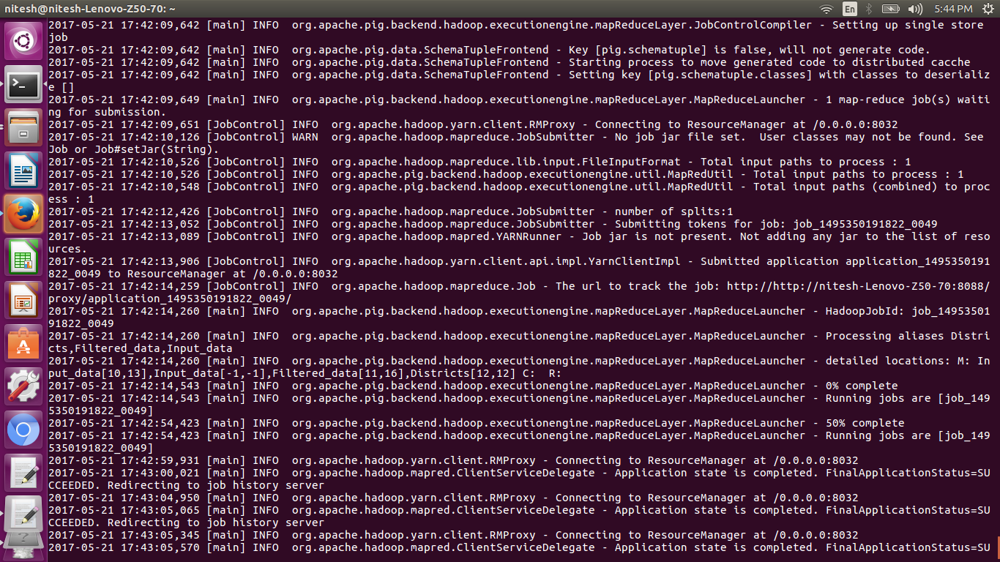 nitesh@nitesh-Lenovo-Z50-70: ~
En
5:44 PM
2017-05-21 17:42:09,642 [main] INFO  org.apache.pig.backend.hadoop.executionengine.mapReduceLayer.JobControlCompiler - Setting up single store
job
2017-05-21 17:42:09,642 [main] INFO  org.apache.pig.data.SchemaTupleFrontend - Key [pig.schematuple] is false, will not generate code.
2017-05-21 17:42:09,642 [main] INFO  org.apache.pig.data.SchemaTupleFrontend - Starting process to move generated code to distributed cacche
2017-05-21 17:42:09,642 [main] INFO  org.apache.pig.data.SchemaTupleFrontend - Setting key [pig.schematuple.classes] with classes to deserializ
e []
2017-05-21 17:42:09,649 [main] INFO  org.apache.pig.backend.hadoop.executionengine.mapReduceLayer.MapReduceLauncher - 1 map-reduce job(s) waiti
ng for submission.
2017-05-21 17:42:09,651 [JobControl] INFO  org.apache.hadoop.yarn.client.RMProxy - Connecting to ResourceManager at /0.0.0.0:8032
2017-05-21 17:42:10,126 [JobControl] WARN  org.apache.hadoop.mapreduce.JobSubmitter - No job jar file set.  User classes may not be found. See
Job or Job#setJar(String).
2017-05-21 17:42:10,526 [JobControl] INFO  org.apache.hadoop.mapreduce.lib.input.FileInputFormat - Total input paths to process : 1
2017-05-21 17:42:10,526 [JobControl] INFO  org.apache.pig.backend.hadoop.executionengine.util.MapRedUtil - Total input paths to process : 1
2017-05-21 17:42:10,548 [JobControl] INFO  org.apache.pig.backend.hadoop.executionengine.util.MapRedUtil - Total input paths (combined) to proc
ess : 1
2017-05-21 17:42:12,426 [JobControl] INFO  org.apache.hadoop.mapreduce.JobSubmitter - number of splits:1
2017-05-21 17:42:13,052 [JobControl] INFO  org.apache.hadoop.mapreduce.JobSubmitter - Submitting tokens for job: job_1495350191822_0049
2017-05-21 17:42:13,089 [JobControl] INFO  org.apache.hadoop.mapred.YARNRunner - Job jar is not present. Not adding any jar to the list of reso
urces.
2017-05-21 17:42:13,906 [JobControl] INFO  org.apache.hadoop.yarn.client.api.impl.YarnClientImpl - Submitted application application_1495350191
822_0049 to ResourceManager at /0.0.0.0:8032
2017-05-21 17:42:14,259 [JobControl] INFO  org.apache.hadoop.mapreduce.Job - The url to track the job: http://http://nitesh-Lenovo-Z50-70:8088/
proxy/application_1495350191822_0049/
2017-05-21 17:42:14,260 [main] INFO  org.apache.pig.backend.hadoop.executionengine.mapReduceLayer.MapReduceLauncher - HadoopJobId: job_14953501
91822_0049
2017-05-21 17:42:14,260 [main] INFO  org.apache.pig.backend.hadoop.executionengine.mapReduceLayer.MapReduceLauncher - Processing aliases Distri
cts,Filtered_data,Input_data
2017-05-21 17:42:14,260 [main] INFO  org.apache.pig.backend.hadoop.executionengine.mapReduceLayer.MapReduceLauncher - detailed locations: M: In
put_data[10,13],Input_data[-1,-1],Filtered_data[11,16],Districts[12,12] C:  R:
2017-05-21 17:42:14,543 [main] INFO  org.apache.pig.backend.hadoop.executionengine.mapReduceLayer.MapReduceLauncher - 0% complete
2017-05-21 17:42:14,543 [main] INFO  org.apache.pig.backend.hadoop.executionengine.mapReduceLayer.MapReduceLauncher - Running jobs are [job_149
5350191822_0049]
2017-05-21 17:42:54,423 [main] INFO  org.apache.pig.backend.hadoop.executionengine.mapReduceLayer.MapReduceLauncher - 50% complete
2017-05-21 17:42:54,423 [main] INFO  org.apache.pig.backend.hadoop.executionengine.mapReduceLayer.MapReduceLauncher - Running jobs are [job_149
5350191822_0049]
2017-05-21 17:42:59,931 [main] INFO  org.apache.hadoop.yarn.client.RMProxy - Connecting to ResourceManager at /0.0.0.0:8032
2017-05-21 17:43:00,021 [main] INFO  org.apache.hadoop.mapred.ClientServiceDelegate - Application state is completed. FinalApplicationStatus=SU
CCEEDED. Redirecting to job history server
2017-05-21 17:43:04,950 [main] INFO  org.apache.hadoop.yarn.client.RMProxy - Connecting to ResourceManager at /0.0.0.0:8032
2017-05-21 17:43:05,065 [main] INFO  org.apache.hadoop.mapred.ClientServiceDelegate - Application state is completed. FinalApplicationStatus=SU
CCEEDED. Redirecting to job history server
2017-05-21 17:43:05,345 [main] INFO  org.apache.hadoop.yarn.client.RMProxy - Connecting to ResourceManager at /0.0.0.0:8032
2017-05-21 17:43:05,570 [main] INFO  org.apache.hadoop.mapred.ClientServiceDelegate - Application state is completed. FinalApplicationStatus=SU